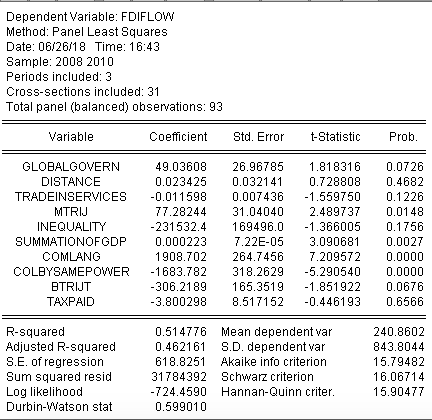 Dependent Variable: FDIFLOW
Method: Panel Least Squares
Date: 06/26/18 Time: 16:43
Sample: 2008 2010
Periods included: 3
Cross-sections included: 31
Total panel (balanced) observations: 93
Variable Coefficient Std. Error t-Statistic Prob.
GLOBALGOVERN 49.03608 26.96785 1.818316 0.0726
DISTANCE 0.023425 0.032141 0.728808 0.4682
TRADEINSERVICES -0.011598 0.007436 -1.559750 0.1226
MTRIJ 77.28244 31.04040 2.489737 0.0148
INEQUALITY -231532.4 169496.0 -1.366005 0.1756
SUMMATIONOFGDP 0.000223 7.22E-05 3.090681 0.0027
COMLANG 1908.702 264.7456 7.209572 0.0000
COLBYSAMEPOWER -1683.782 318.2629 -5.290540 0.0000
BTRIJT -306.2189 165.3519 -1.851922 0.0676
TAXPAID -3.800298 8.517152 -0.446193 0.6566
R-squared 0.514776 Mean dependent var 240.8602
Adjusted R-squared 0.462161 S.D. dependent var 843.8044
S.E. of regression 618.8251 Akaike info criterion 15.79482
Sum squared resid 31784392 Schwarz criterion 16.06714
Log likelihood -724.4590 Hannan-Quinn criter. 15.90477
Durbin-Watson stat 0.599010